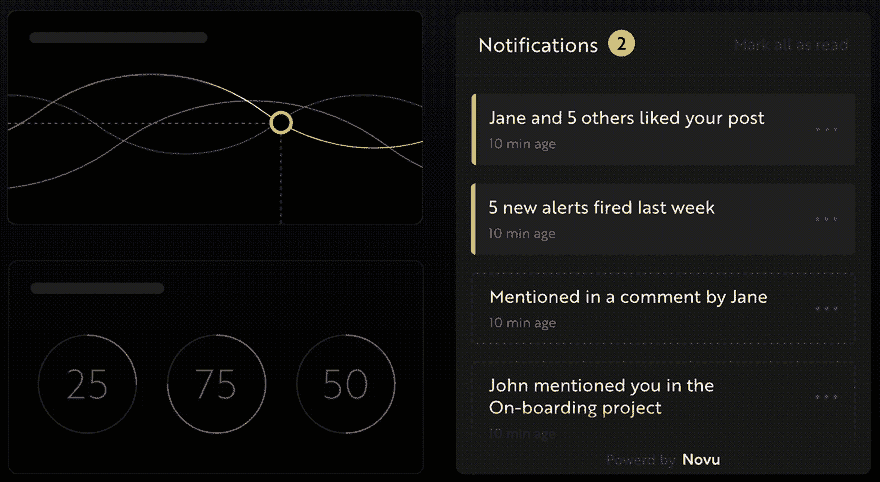 Notifications 2 Mark all as read
Jane and 5 others liked your post
10 min age
5 new alerts fired last week
10 min age
Mentioned in a comment by Jane
10 min age
John mentioned you in the
On-boarding project
10 min age
Powerd by Novu
25 75 50